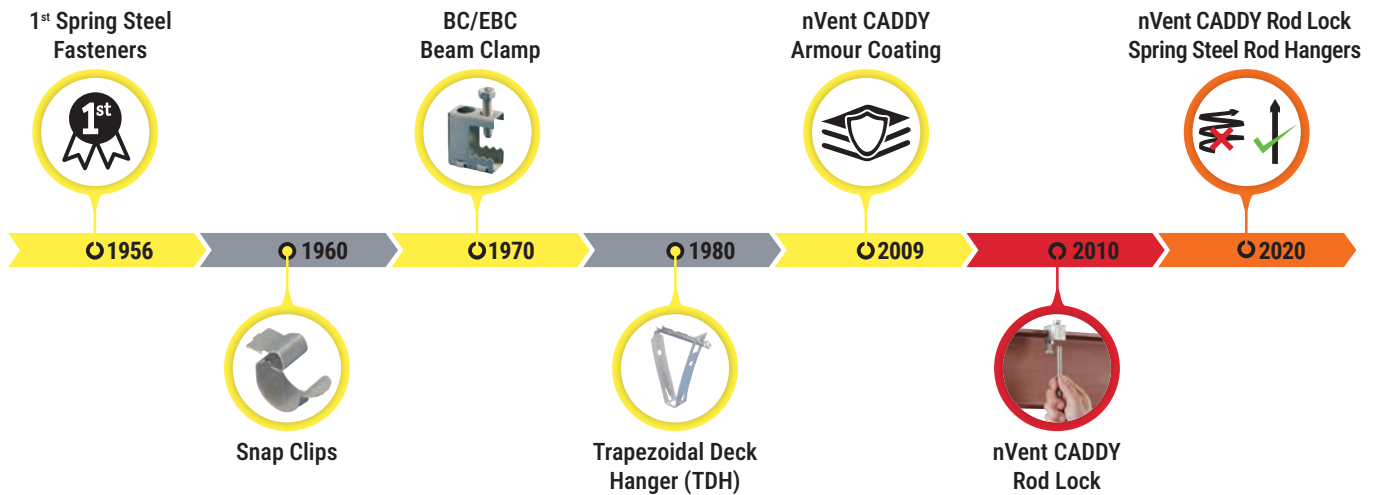 1st Spring Steel
Fasteners
BC/EBC
Beam Clamp
nVent CADDY
Armour Coating
nVent CADDY Rod Lock
Spring Steel Rod Hangers
1st
1956
1960
1970
1980
2009
2010
2020
Snap Clips
Trapezoidal Deck
Hanger (TDH)
nVent CADDY
Rod Lock